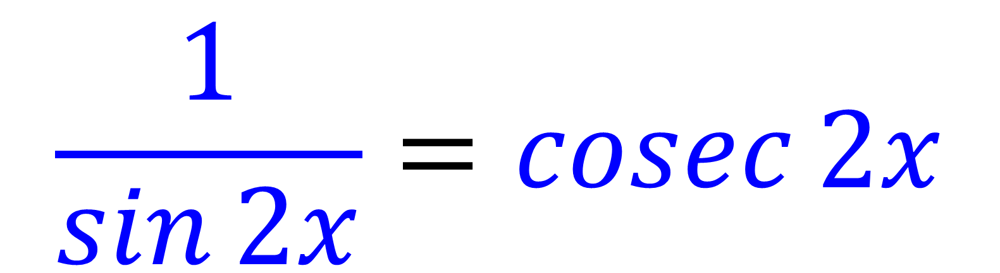 1/sin 2x = cosec 2x